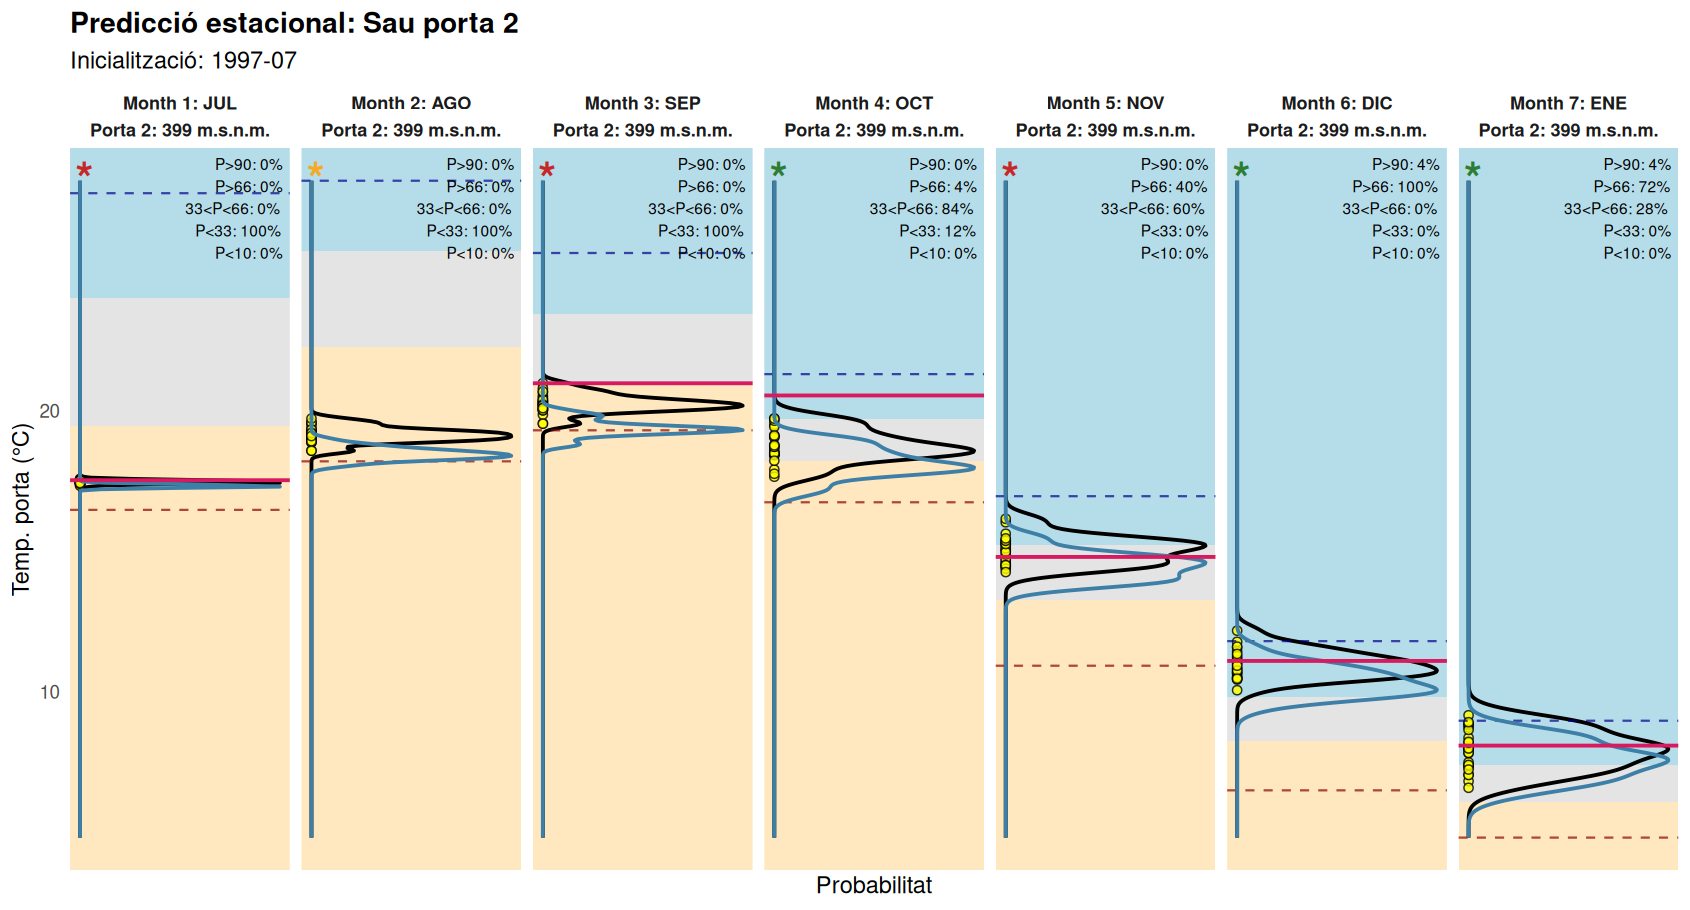 Predicció estacional: Sau porta 2
Inicialització: 1997-07
Month 1: JUL
Porta 2: 399 m.s.n.m.
Month 2: AGO
Porta 2: 399 m.s.n.m.
Month 3: SEP
Porta 2: 399 m.s.n.m.
Month 4: OCT
Porta 2: 399 m.s.n.m.
Month 5: NOV
Porta 2: 399 m.s.n.m.
Month 6: DIC
Porta 2: 399 m.s.n.m.
Month 7: ENE
Porta 2: 399 m.s.n.m.
*
P>90: 0%
P>66: 0%
33<P<66: 0%
P<33: 100%
P<10: 0%
*
P>90: 0%
P>66: 0%
33<P<66: 0%
P<33: 100%
P<10: 0%
*
P>90: 0%
P>66: 0%
33<P<66: 0%
P<33: 100%
P<10: 0%
*
P>90: 0%
P>66: 4%
33<P<66: 84%
P<33: 12%
P<10: 0%
*
P>90: 0%
P>66: 40%
33<P<66: 60%
P<33: 0%
P<10: 0%
*
P>90: 4%
P>66: 100%
33<P<66: 0%
P<33: 0%
P<10: 0%
*
P>90: 4%
P>66: 72%
33<P<66: 28%
P<33: 0%
P<10: 0%
20
10
Temp. porta (°C)
Probabilitat